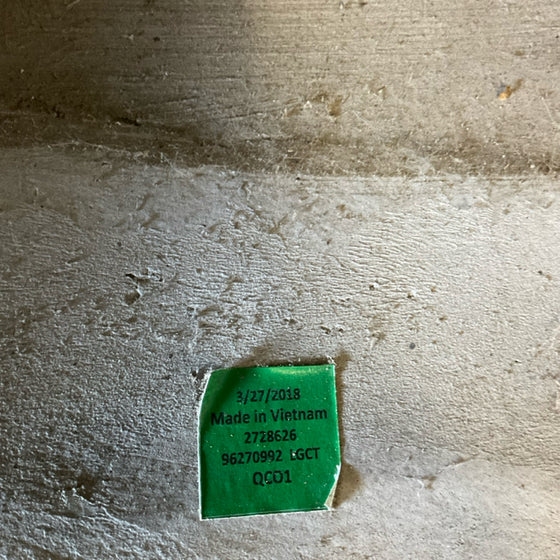 3/27/2018
Made in Vietnam
2728626
96270992 LGCT
QC01